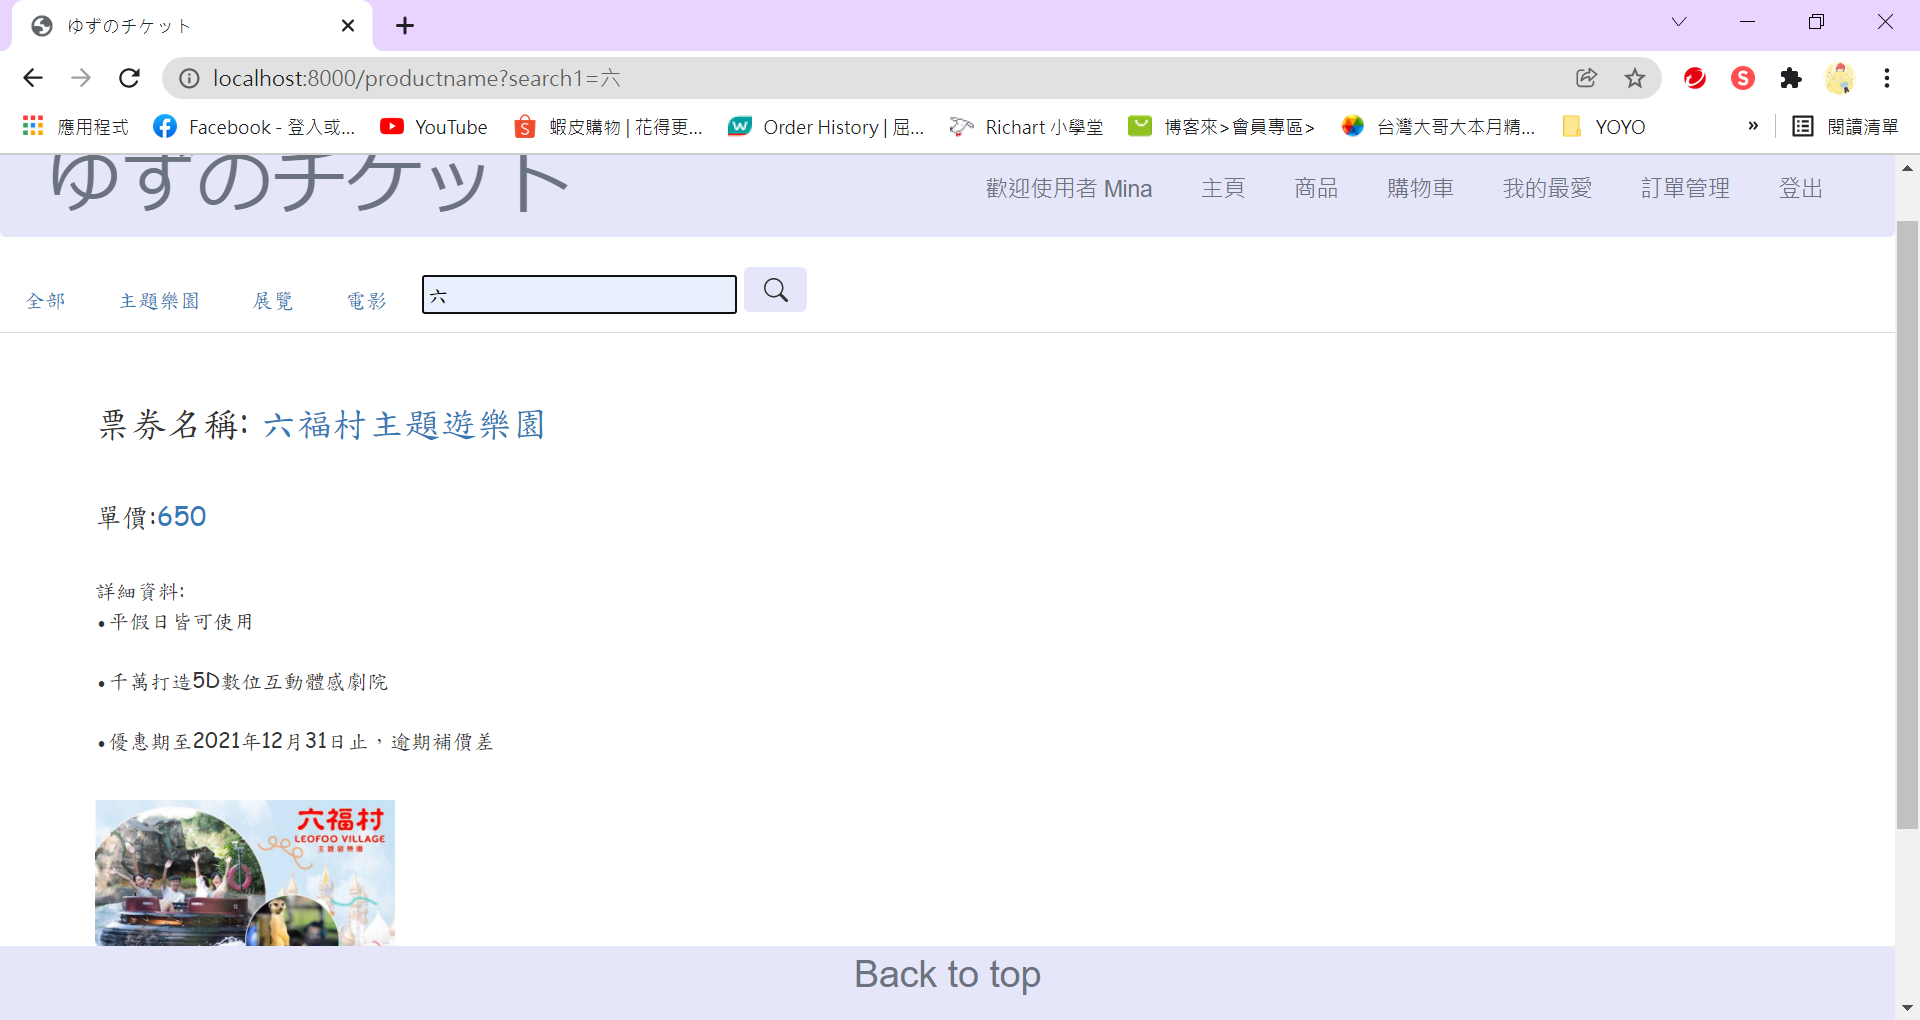 ゆずのチケット
localhost:8000/productname?search1=六
應用程式 Facebook - 登入或... YouTube 蝦皮購物 | 花得更... Order History | 屈... Richart 小學堂 博客來>會員專區> 台灣大哥大本月精... YOYO » 閱讀清單
ゆずのチケット
歡迎使用者 Mina 主頁 商品 購物車 我的最愛 訂單管理 登出
全部 主題樂園 展覽 電影 六
票券名稱: 六福村主題遊樂園
單價:650
詳細資料:
•平假日皆可使用
•千萬打造5D數位互動體感劇院
•優惠期至2021年12月31日止，逾期補價差
六福村
LEOFOO VILLAGE
主題遊樂園
Back to top